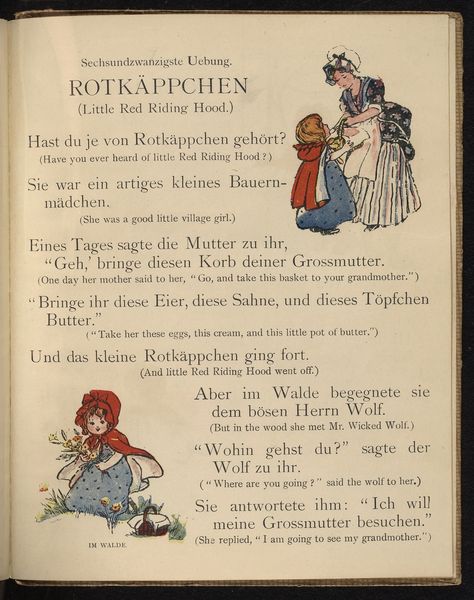 Sechsundzwanzigste Uebung.
ROTKÄPPCHEN
(Little Red Riding Hood.)
Hast du je von Rotkäppchen gehört?
(Have you ever heard of little Red Riding Hood?)
Sie war ein artiges kleines Bauern-
mädchen.
(She was a good little village girl.)
Eines Tages sagte die Mutter zu ihr,
"Geh,' bringe diesen Korb deiner Grossmutter.
(One day her mother said to her, "Go, and take this basket to your grandmother.")
"Bringe ihr diese Eier, diese Sahne, und dieses Töpfchen
Butter."
("Take her these eggs, this cream, and this little pot of butter.")
Und das kleine Rotkäppchen ging fort.
(And little Red Riding Hood went off.)
Aber im Walde begegnete sie
dem bösen Herrn Wolf.
(But in the wood she met Mr. Wicked Wolf.)
"Wohin gehst du?" sagte der
Wolf zu ihr.
("Where are you going?" said the wolf to her.)
Sie antwortete ihm: "Ich will
meine Grossmutter besuchen."
(She replied, "I am going to see my grandmother.")
IM WALDE.